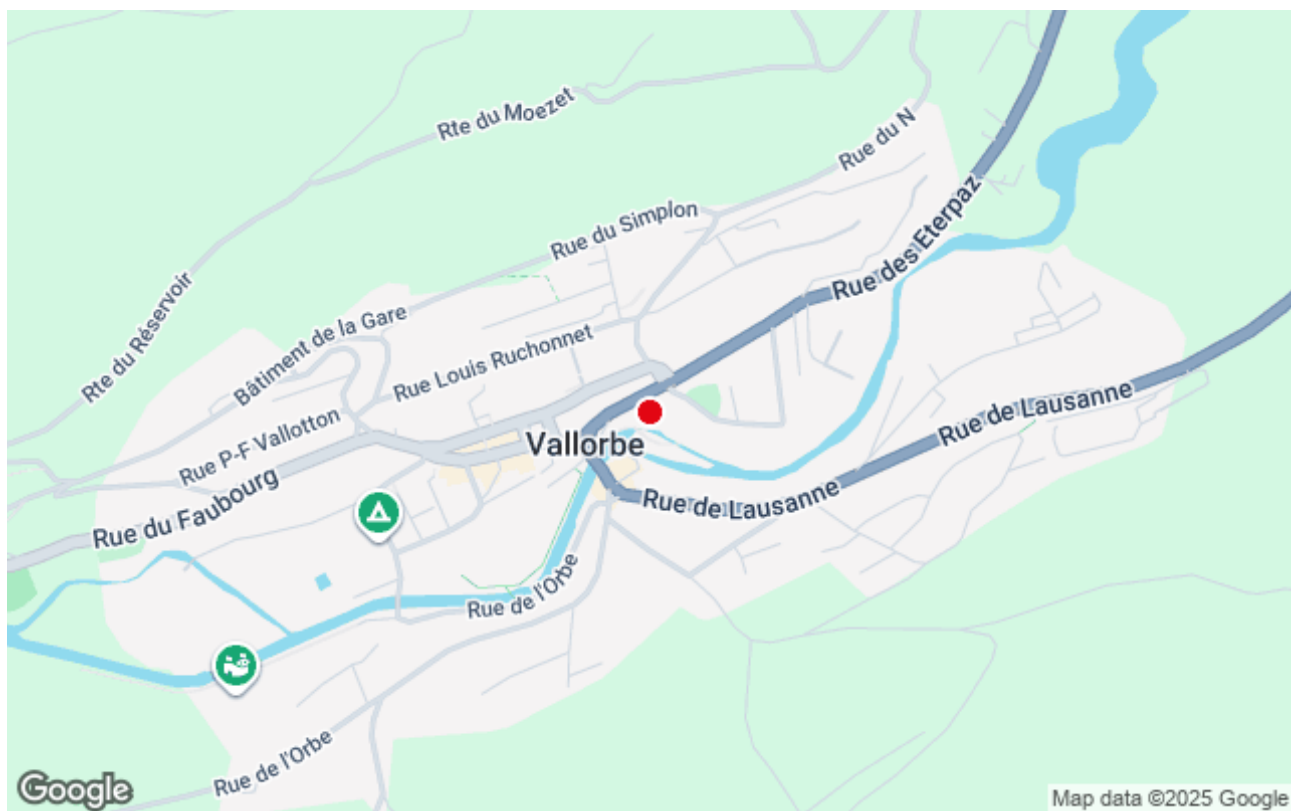 Rte du Moezet
Rue du N
Rue du Simplon
Rue des Eterpaz
Rte du Réservoir
Bâtiment de la Gare
Rue Louis Ruchonnet
Rue de Lausanne
Rue P-F Vallotton
Vallorbe
Rue du Faubourg
Rue de Lausanne
Rue de l'Orbe
Rue de l'Orbe
Google
Map data ©2025 Google